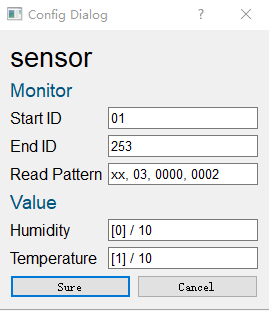 Config Dialog
sensor
Monitor
Start ID 01
End ID 253
Read Pattern xx, 03, 0000, 0002
Value
Humidity [0] / 10
Temperature [1] / 10
Sure Cancel